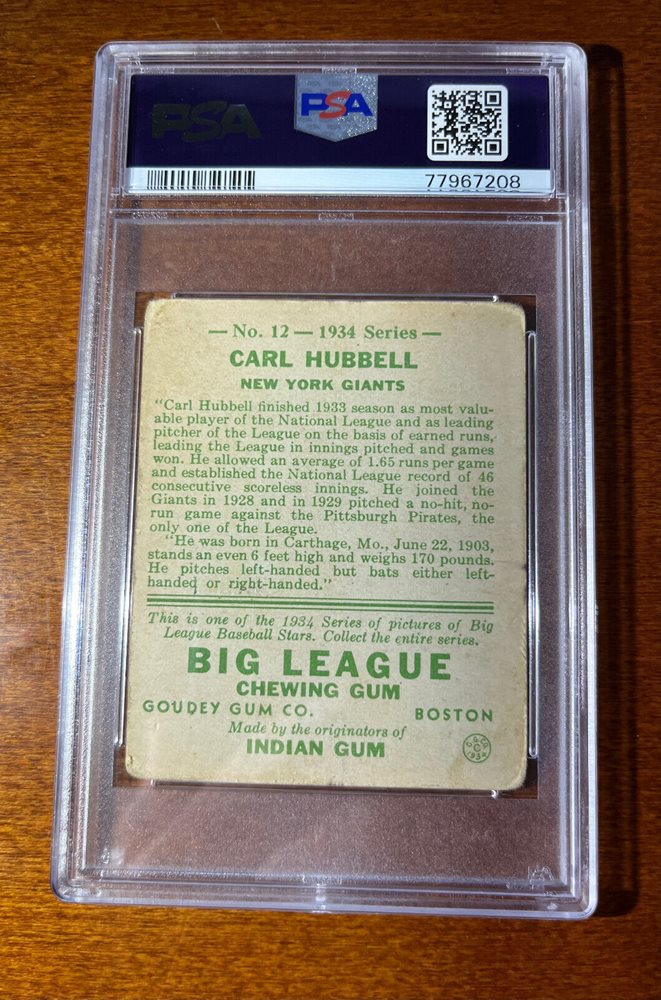 PSA
PSA
77967208
— No. 12 — 1934 Series —
CARL HUBBELL
NEW YORK GIANTS
"Carl Hubbell finished 1933 season as most valu-
able player of the National League and as leading
pitcher of the League on the basis of earned runs,
leading the League in innings pitched and games
won. He allowed an average of 1.65 runs per game
and established the National League record of 46
consecutive scoreless innings. He joined the
Giants in 1928 and in 1929 pitched a no-hit, no-
run game against the Pittsburgh Pirates, the
only one of the League.
"He was born in Carthage, Mo., June 22, 1903,
stands an even 6 feet high and weighs 170 pounds.
He pitches left-handed but bats either left-
handed or right-handed."
This is one of the 1934 Series of pictures of Big
League Baseball Stars. Collect the entire series.
BIG LEAGUE
CHEWING GUM
GOUDEY GUM CO. BOSTON
Made by the originators of
INDIAN GUM